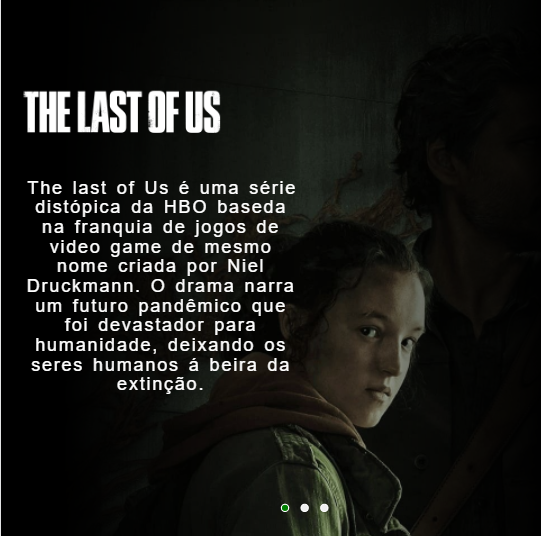 THE LAST OF US
The last of Us é uma série
distópica da HBO baseda
na franquia de jogos de
video game de mesmo
nome criada por Niel
Druckmann. O drama narra
um futuro pandêmico que
foi devastador para
humanidade, deixando os
seres humanos á beira da
extinção.